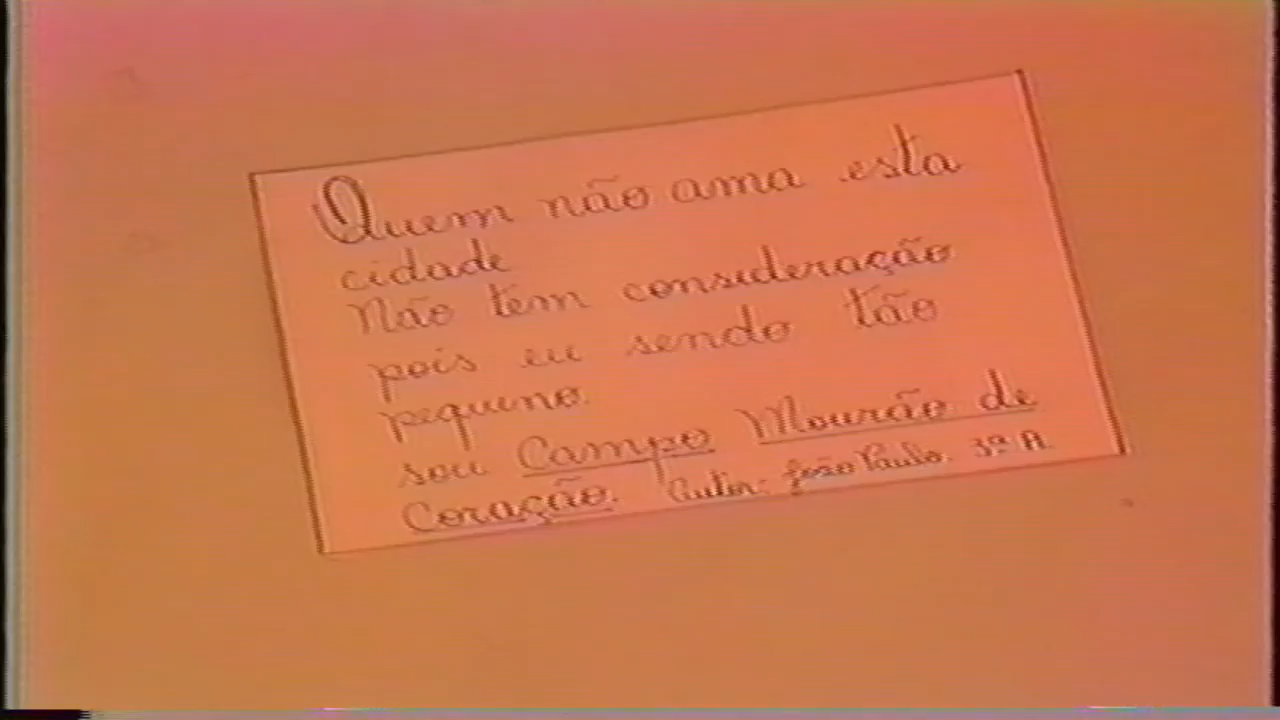 Quem não ama esta
cidade
Não tem consideração
pois eu sendo tão
pequeno
sou Campo Mourão de
Coração. Autor: João Paulo. 3ª A